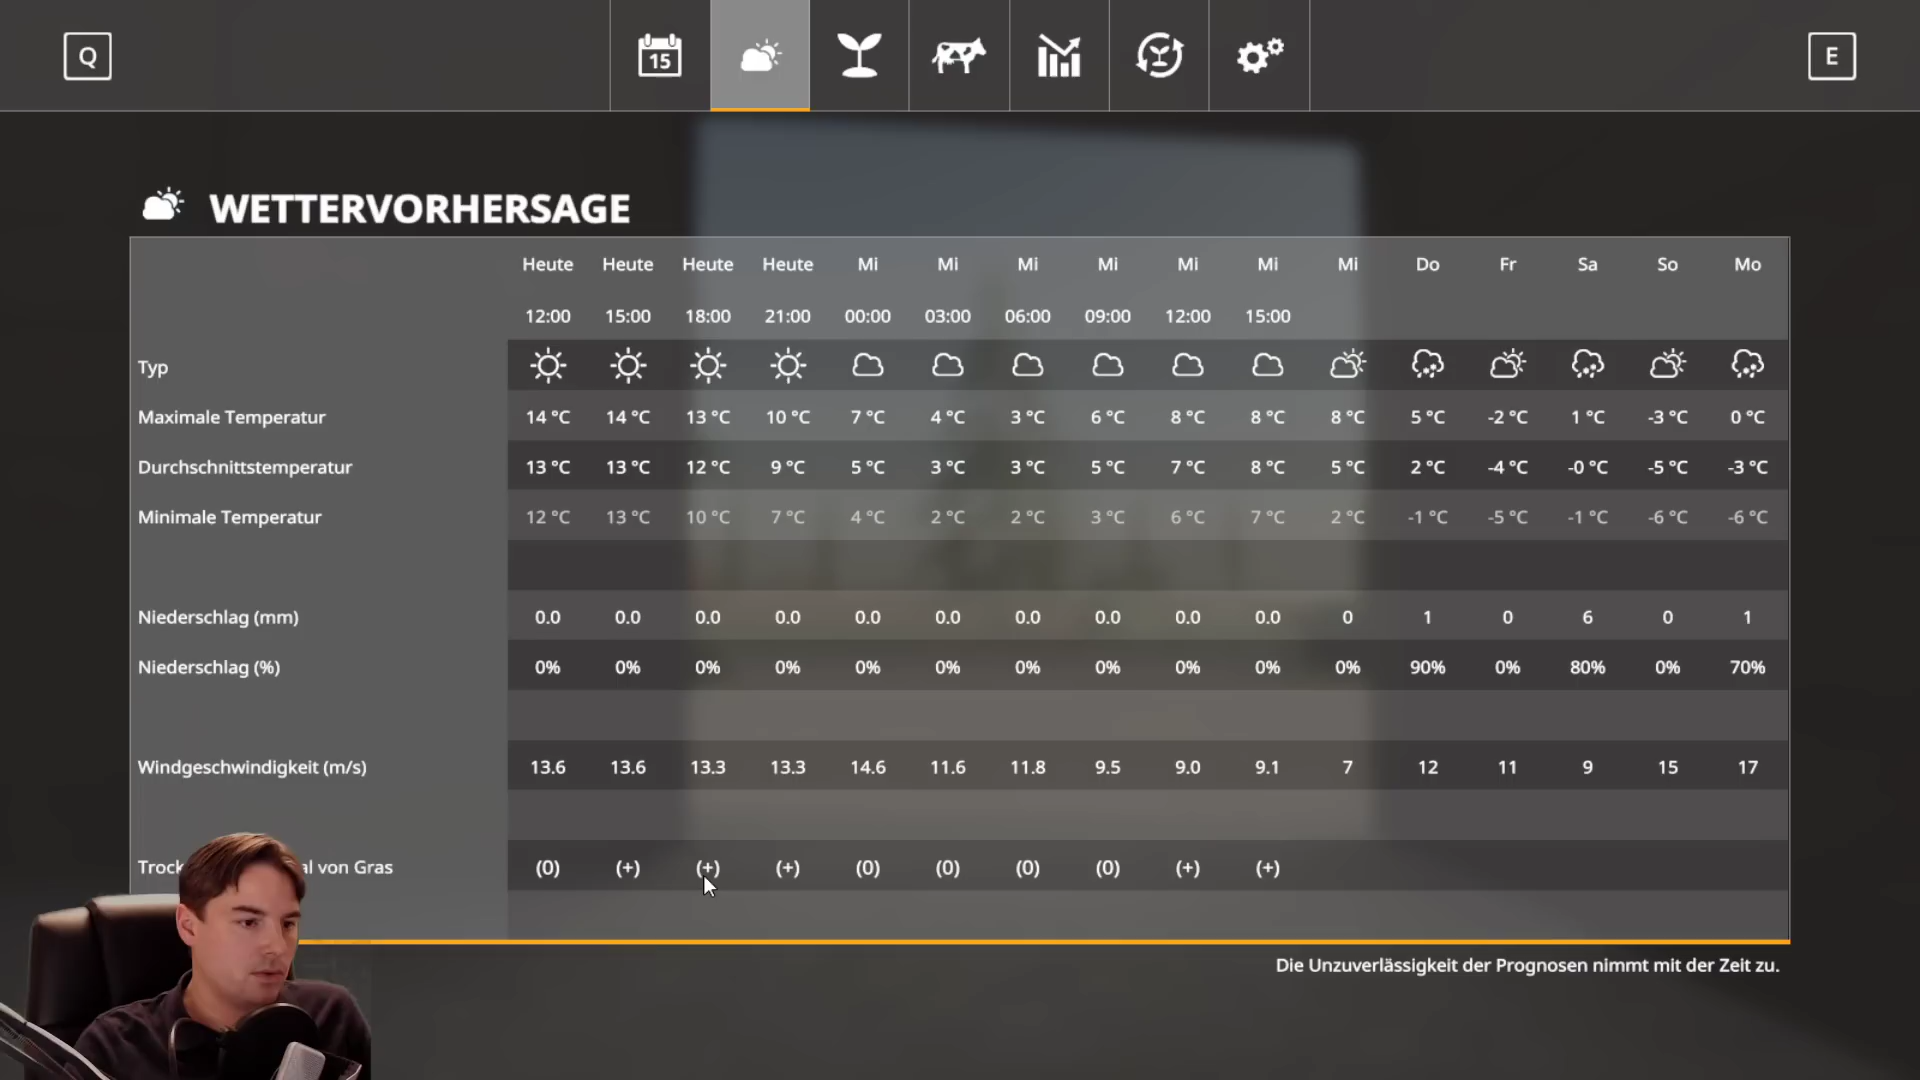 Q
15
E
WETTERVORHERSAGE
Heute Heute Heute Heute Mi Mi Mi Mi Mi Mi Mi Do Fr Sa So Mo
12:00 15:00 18:00 21:00 00:00 03:00 06:00 09:00 12:00 15:00
Typ
Maximale Temperatur 14 °C 14 °C 13 °C 10 °C 7 °C 4 °C 3 °C 6 °C 8 °C 8 °C 8 °C 5 °C -2 °C 1 °C -3 °C 0 °C
Durchschnittstemperatur 13 °C 13 °C 12 °C 9 °C 5 °C 3 °C 3 °C 5 °C 7 °C 8 °C 5 °C 2 °C -4 °C -0 °C -5 °C -3 °C
Minimale Temperatur 12 °C 13 °C 10 °C 7 °C 4 °C 2 °C 2 °C 3 °C 6 °C 7 °C 2 °C -1 °C -5 °C -1 °C -6 °C -6 °C
Niederschlag (mm) 0.0 0.0 0.0 0.0 0.0 0.0 0.0 0.0 0.0 0.0 0 1 0 6 0 1
Niederschlag (%) 0% 0% 0% 0% 0% 0% 0% 0% 0% 0% 0% 90% 0% 80% 0% 70%
Windgeschwindigkeit (m/s) 13.6 13.6 13.3 13.3 14.6 11.6 11.8 9.5 9.0 9.1 7 12 11 9 15 17
von Gras (0) (+) (+) (+) (0) (0) (0) (0) (+) (+)
Die Unzuverlässigkeit der Prognosen nimmt mit der Zeit zu.